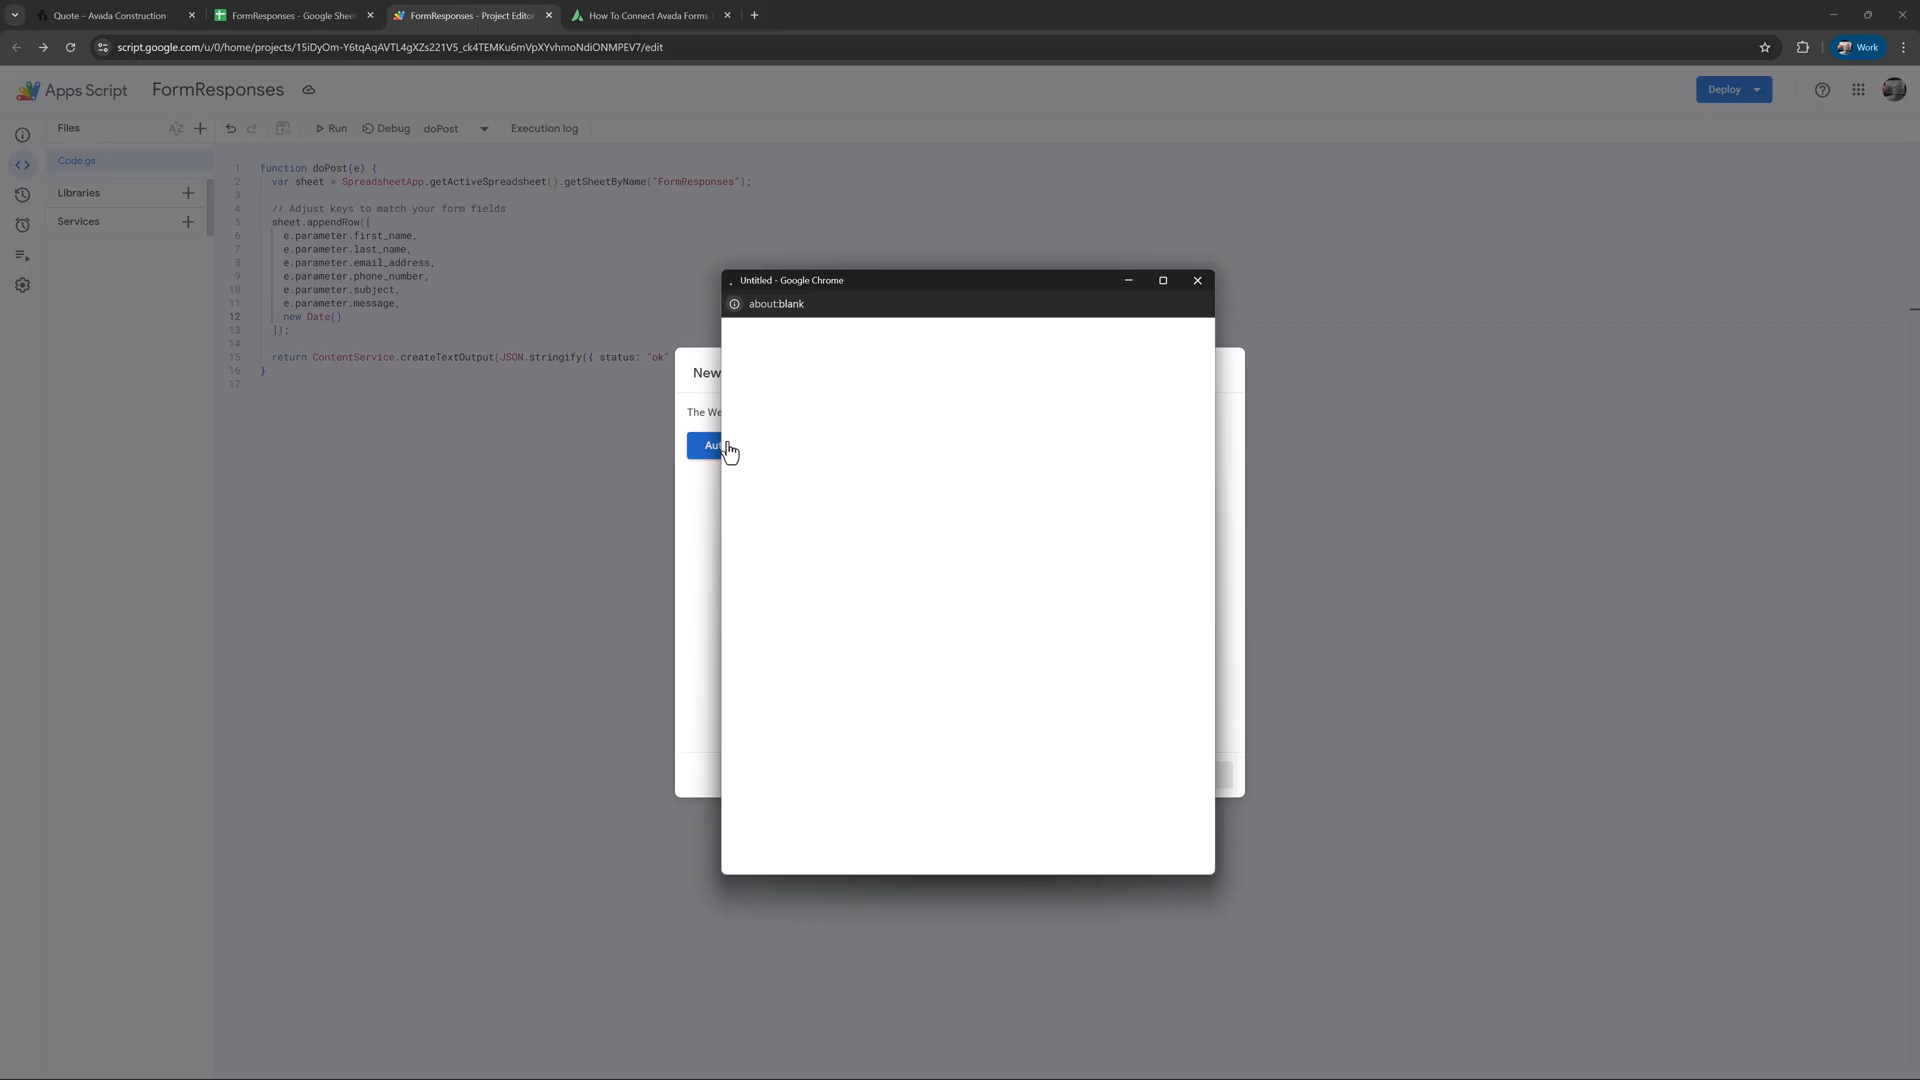 Quote – Avada Construction
FormResponses - Google Shee
FormResponses - Project Editor
How To Connect Avada Forms
script.google.com/u/0/home/projects/15iDyOm-Y6tqAqAVTL4gXZs221V5_ck4TEMKu6mVpXYvhmoNdiONMPEV7/edit
Work
Apps Script
FormResponses
Deploy
Files
Run
Debug
doPost
Execution log
Code.gs
Libraries
Services
1 function doPost(e) {
2 var sheet = SpreadsheetApp.getActiveSpreadsheet().getSheetByName("FormResponses");
3
4 // Adjust keys to match your form fields
5 sheet.appendRow([
6 e.parameter.first_name,
7 e.parameter.last_name,
8 e.parameter.email_address,
9 e.parameter.phone_number,
10 e.parameter.subject,
11 e.parameter.message,
12 new Date()
13 ]);
14
15 return ContentService.createTextOutput(JSON.stringify({ status: "ok"
16 }
17
Untitled - Google Chrome
about:blank
New
The We
Aut